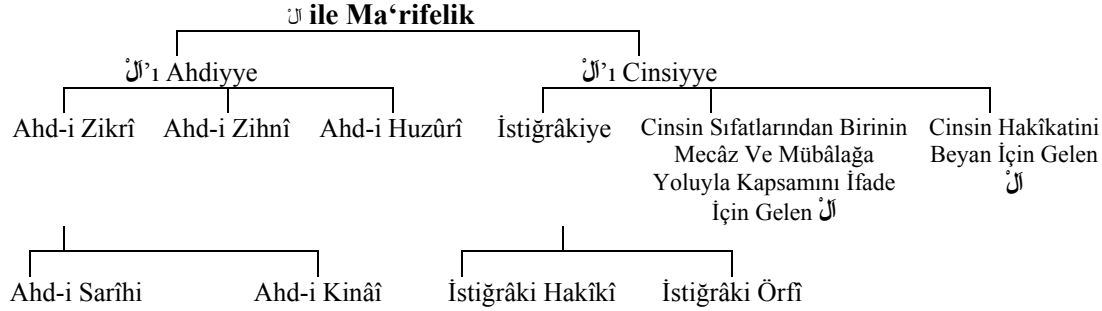 ال ile Ma‘rifelik
اَلْ’ı Ahdiyye
اَلْ’ı Cinsiyye
Ahd-i Zikrî
Ahd-i Zihnî
Ahd-i Huzûrî
İstiğrâkiye
Cinsin Sıfatlarından Birinin
Mecâz Ve Mübâlağa
Yoluyla Kapsamını İfade
İçin Gelen اَلْ
Cinsin Hakîkatini
Beyan İçin Gelen
اَلْ
Ahd-i Sarîhi
Ahd-i Kinâî
İstiğrâki Hakîkî
İstiğrâki Örfî